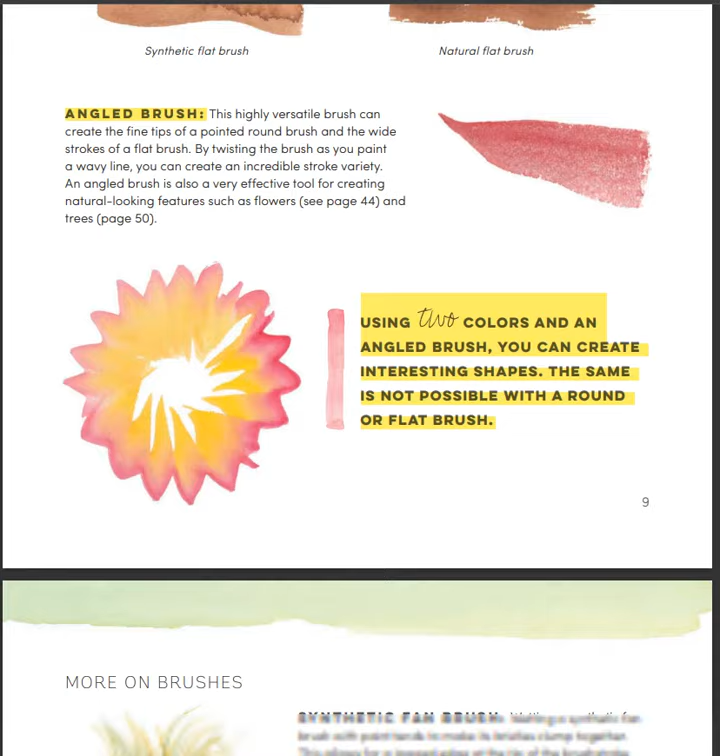 Synthetic flat brush
Natural flat brush
ANGLED BRUSH: This highly versatile brush can
create the fine tips of a pointed round brush and the wide
strokes of a flat brush. By twisting the brush as you paint
a wavy line, you can create an incredible stroke variety.
An angled brush is also a very effective tool for creating
natural-looking features such as flowers (see page 44) and
trees (page 50).
USING two COLORS AND AN
ANGLED BRUSH, YOU CAN CREATE
INTERESTING SHAPES. THE SAME
IS NOT POSSIBLE WITH A ROUND
OR FLAT BRUSH.
9
MORE ON BRUSHES
SYNTHETIC FAN BRUSH: